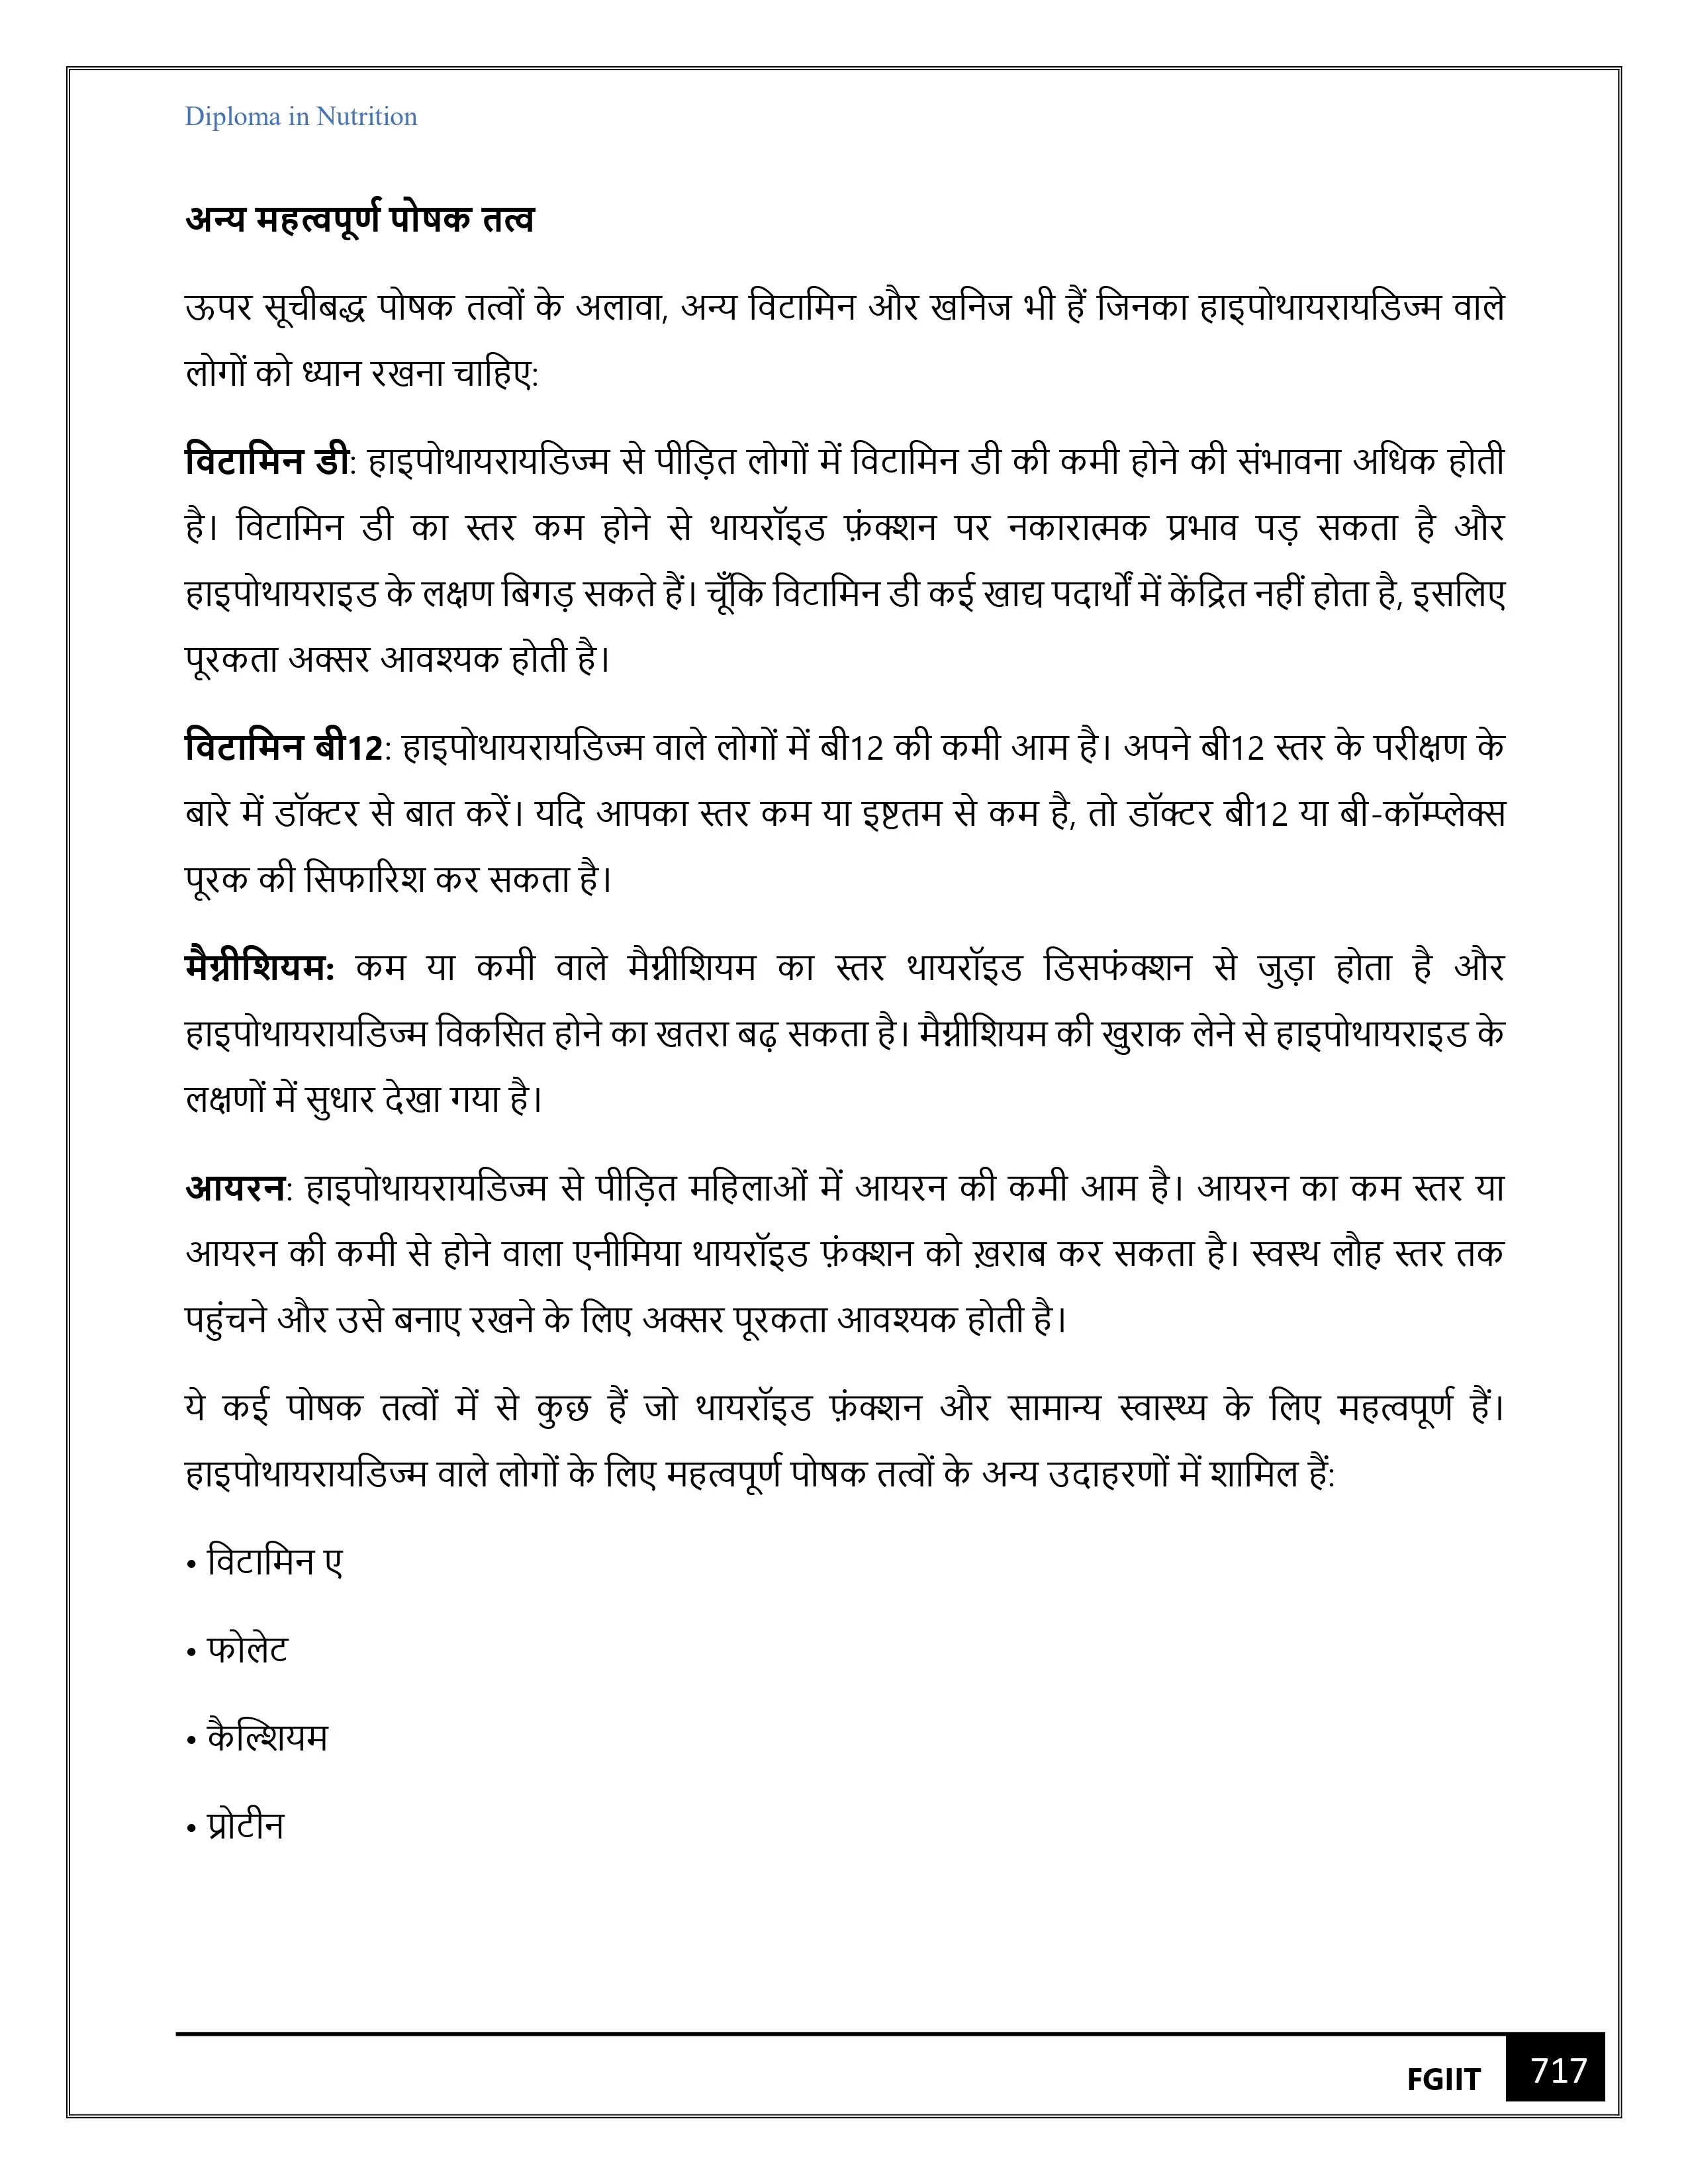 Diploma in Nutrition
अन्य महत्वपूर्ण पोषक तत्व
ऊपर सूचीबद्ध पोषक तत्वों के अलावा, अन्य विटामिन और खनिज भी हैं जिनका हाइपोथायरायडिज्म वाले
लोगों को ध्यान रखना चाहिए:
विटामिन डी: हाइपोथायरायडिज्म से पीड़ित लोगों में विटामिन डी की कमी होने की संभावना अधिक होती
है। विटामिन डी का स्तर कम होने से थायरॉइड फ़ंक्शन पर नकारात्मक प्रभाव पड़ सकता है और
हाइपोथायराइड के लक्षण बिगड़ सकते हैं। चूँकि विटामिन डी कई खाद्य पदार्थों में केंद्रित नहीं होता है, इसलिए
पूरकता अक्सर आवश्यक होती है।
विटामिन बी12: हाइपोथायरायडिज्म वाले लोगों में बी12 की कमी आम है। अपने बी12 स्तर के परीक्षण के
बारे में डॉक्टर से बात करें। यदि आपका स्तर कम या इष्टतम से कम है, तो डॉक्टर बी12 या बी-कॉम्प्लेक्स
पूरक की सिफारिश कर सकता है।
मैग्नीशियम: कम या कमी वाले मैग्नीशियम का स्तर थायरॉइड डिसफंक्शन से जुड़ा होता है और
हाइपोथायरायडिज्म विकसित होने का खतरा बढ़ सकता है। मैग्नीशियम की खुराक लेने से हाइपोथायराइड के
लक्षणों में सुधार देखा गया है।
आयरन: हाइपोथायरायडिज्म से पीड़ित महिलाओं में आयरन की कमी आम है। आयरन का कम स्तर या
आयरन की कमी से होने वाला एनीमिया थायरॉइड फ़ंक्शन को ख़राब कर सकता है। स्वस्थ लौह स्तर तक
पहुंचने और उसे बनाए रखने के लिए अक्सर पूरकता आवश्यक होती है।
ये कई पोषक तत्वों में से कुछ हैं जो थायरॉइड फ़ंक्शन और सामान्य स्वास्थ्य के लिए महत्वपूर्ण हैं।
हाइपोथायरायडिज्म वाले लोगों के लिए महत्वपूर्ण पोषक तत्वों के अन्य उदाहरणों में शामिल हैं:
• विटामिन ए
• फोलेट
• कैल्शियम
• प्रोटीन
FGIIT 717